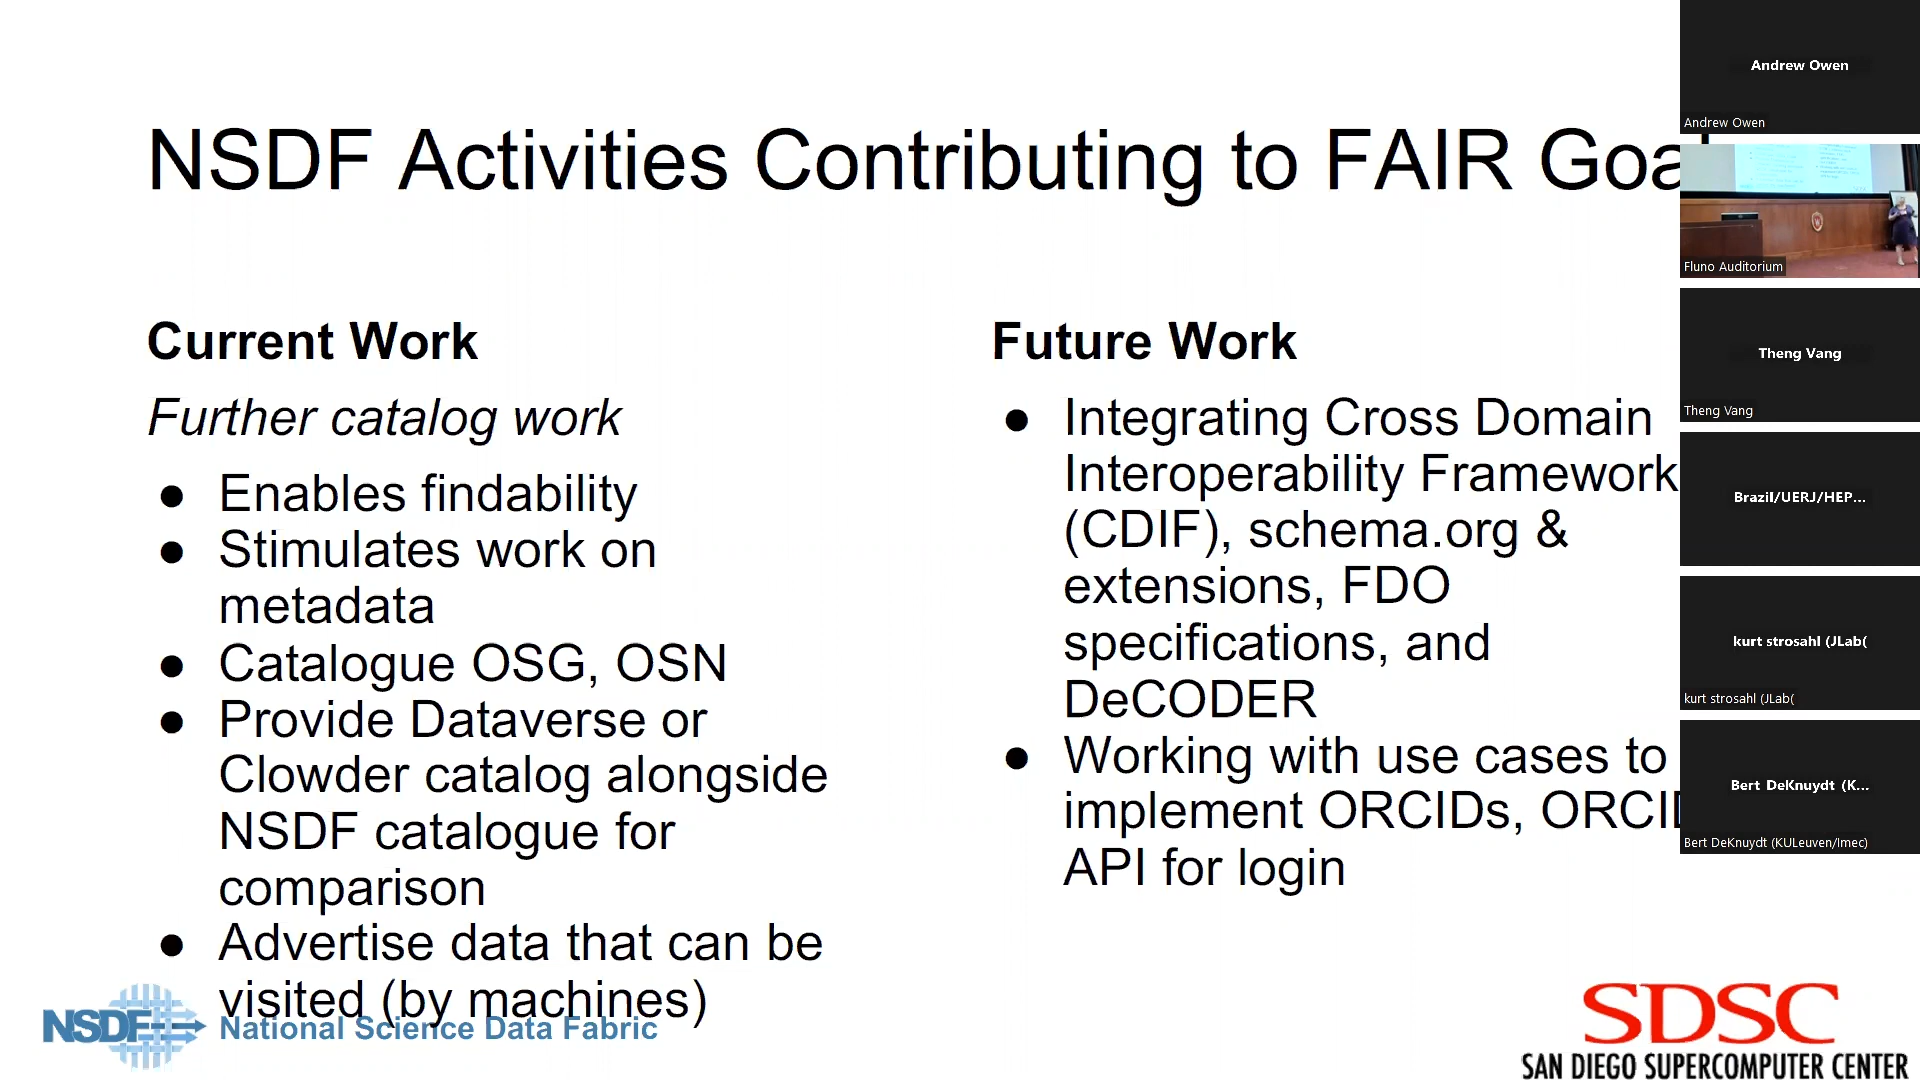 NSDF Activities Contributing to FAIR Goal
Current Work
Further catalog work
● Enables findability
● Stimulates work on
metadata
● Catalogue OSG, OSN
● Provide Dataverse or
Clowder catalog alongside
NSDF catalogue for
comparison
● Advertise data that can be
visited (by machines)
Future Work
● Integrating Cross Domain
Interoperability Framework
(CDIF), schema.org &
extensions, FDO
specifications, and
DeCODER
● Working with use cases to
implement ORCIDs, ORCID
API for login
NSDF
National Science Data Fabric
SDSC
SAN DIEGO SUPERCOMPUTER CENTER
Andrew Owen
Andrew Owen
Fluno Auditorium
Theng Vang
Theng Vang
Brazil/UERJ/HEP...
kurt strosahl (JLab(
kurt strosahl (JLab(
Bert DeKnuydt (K...
Bert DeKnuydt (KULeuven/Imec)